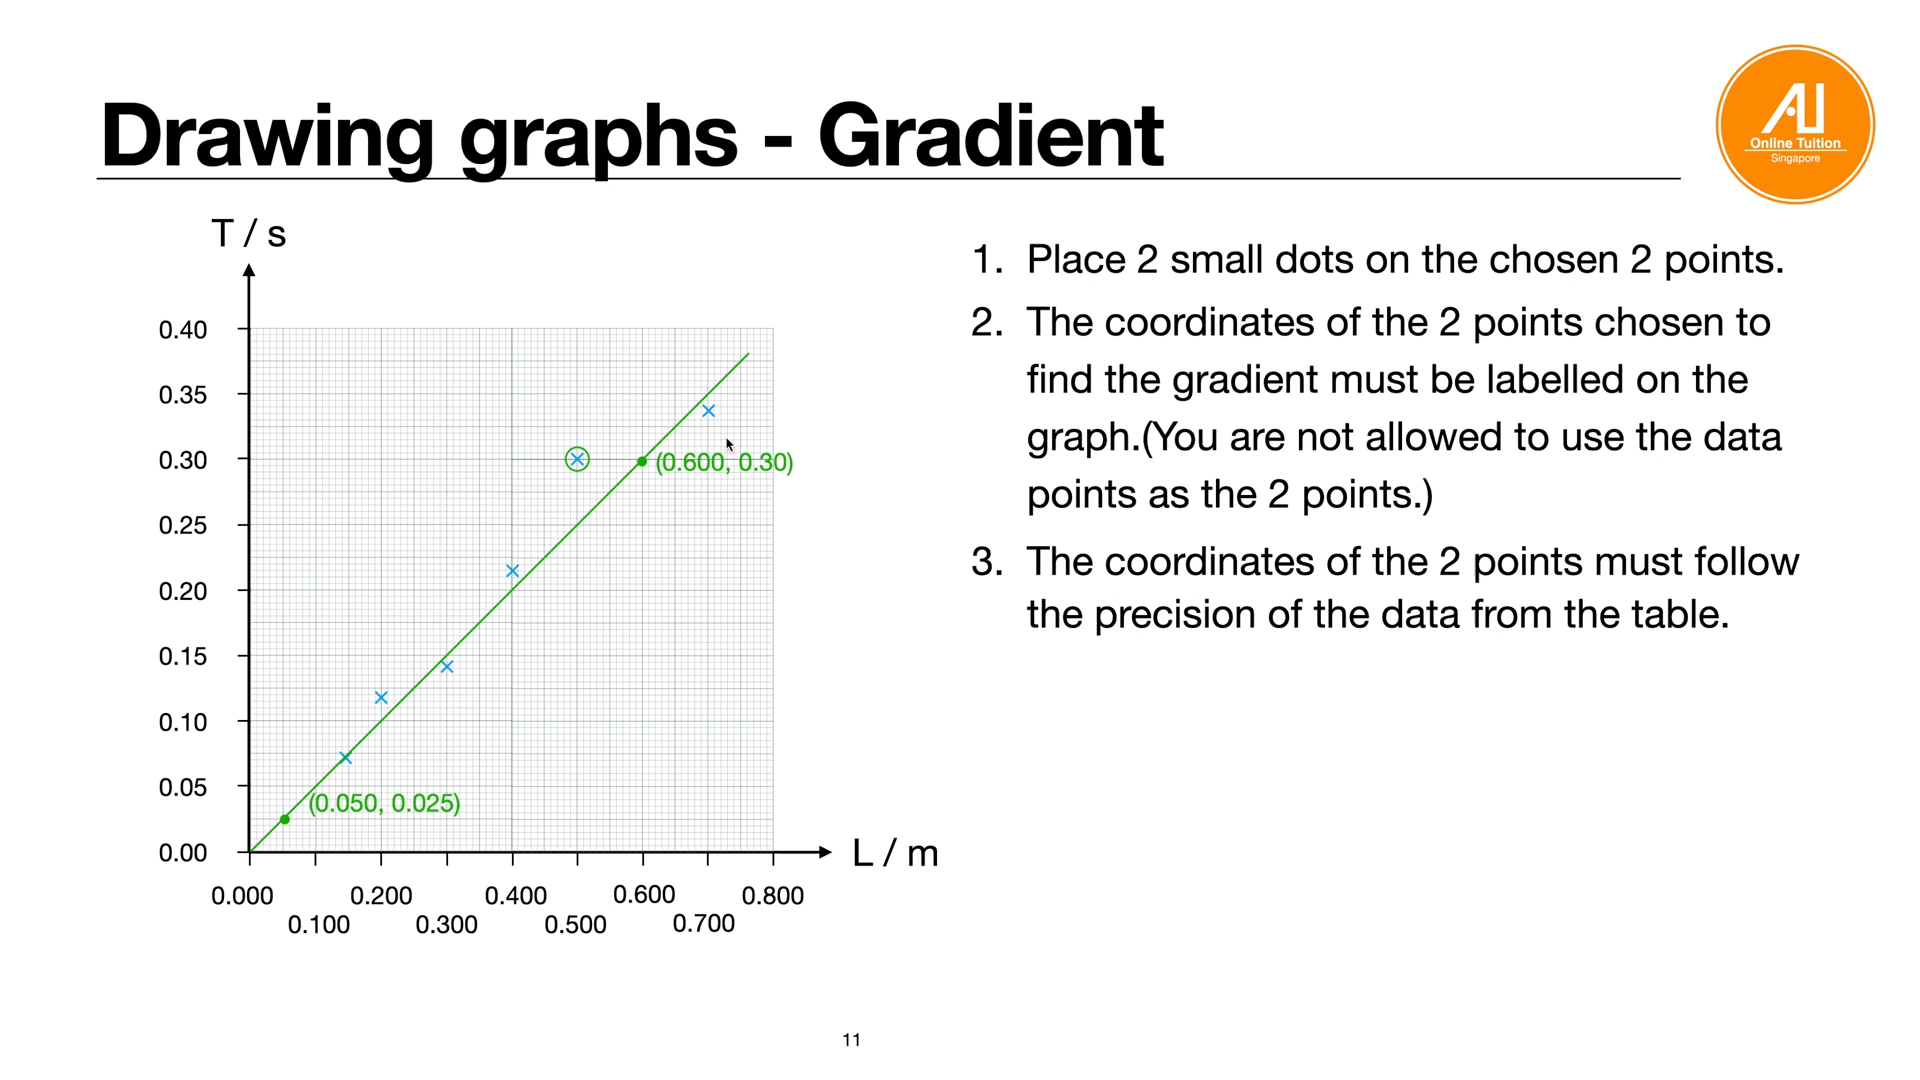 Drawing graphs - Gradient
AU
Online Tuition
Singapore
T / s
0.40
0.35
0.30
0.25
0.20
0.15
0.10
0.05
0.00
(0.600, 0.30)
(0.050, 0.025)
L / m
0.000
0.100
0.200
0.300
0.400
0.500
0.600
0.700
0.800
1. Place 2 small dots on the chosen 2 points.
2. The coordinates of the 2 points chosen to
find the gradient must be labelled on the
graph.(You are not allowed to use the data
points as the 2 points.)
3. The coordinates of the 2 points must follow
the precision of the data from the table.
11